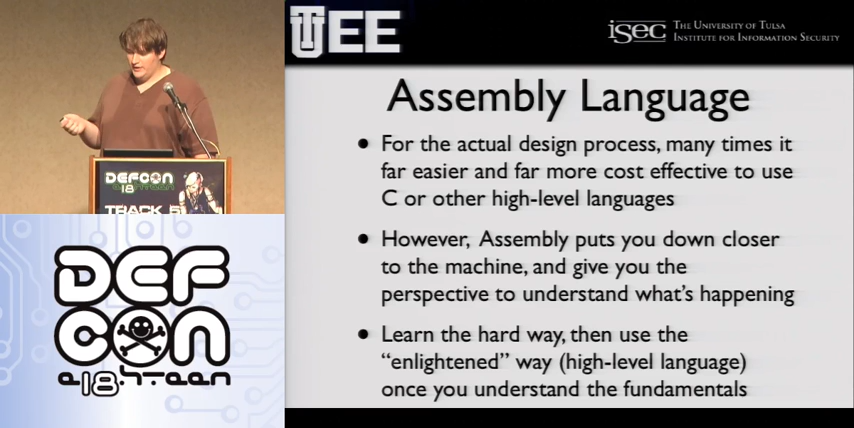 UTEE
isec THE UNIVERSITY OF TULSA
INSTITUTE FOR INFORMATION SECURITY
Assembly Language
• For the actual design process, many times it
far easier and far more cost effective to use
C or other high-level languages
• However, Assembly puts you down closer
to the machine, and give you the
perspective to understand what's happening
• Learn the hard way, then use the
“enlightened” way (high-level language)
once you understand the fundamentals
DEFCON
18
TRACK 5
DEF
CON
e18hteen